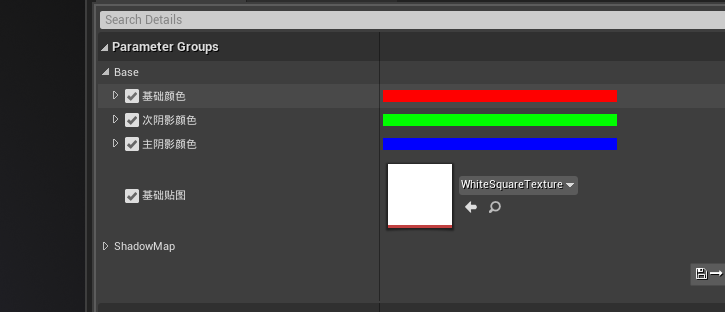 Search Details
Parameter Groups
Base
基础颜色
次阴影颜色
主阴影颜色
基础贴图
WhiteSquareTexture
ShadowMap